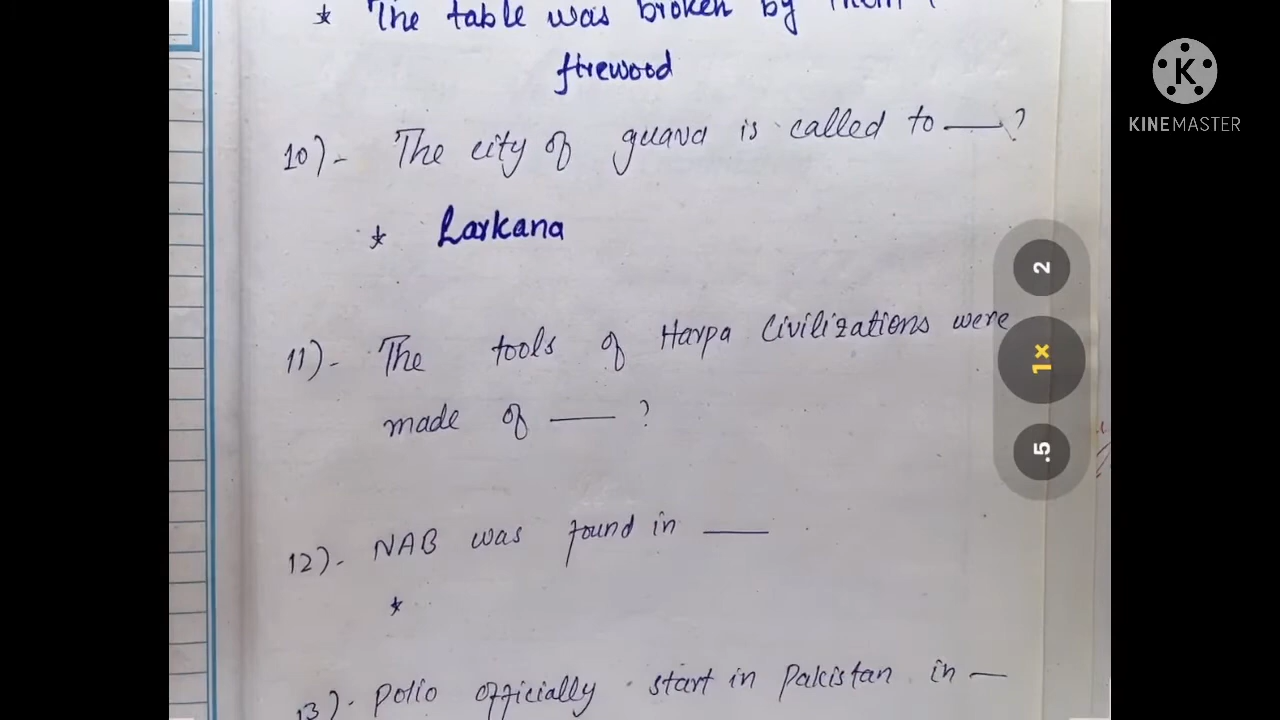 * The table was broken by them
firewood
10)- The city of guava is called to — ?
* Larkana
11)- The tools of Harpa Civilizations were
made of — ?
12)- NAB was found in —
*
13)- Polio officially start in Pakistan in —
KINEMASTER
2
1×
.5